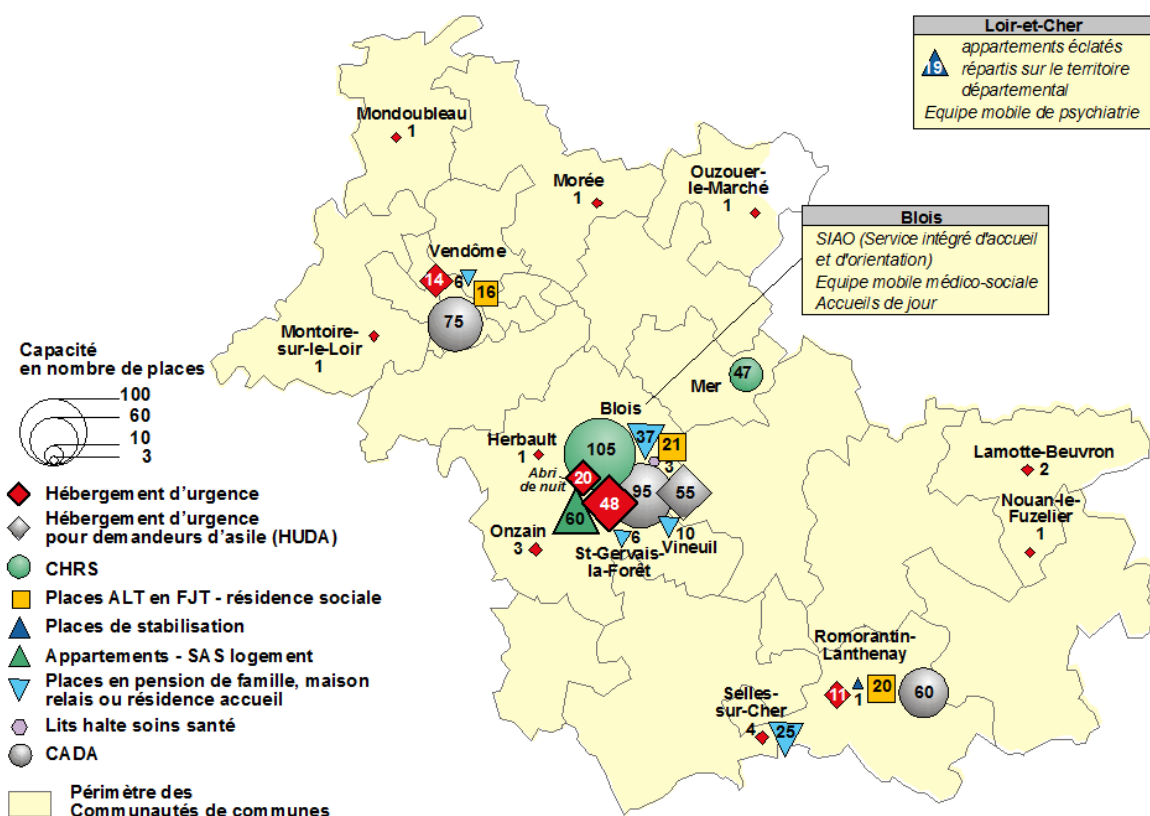 Loir-et-Cher
19
appartements éclatés
répartis sur le territoire
départemental
Equipe mobile de psychiatrie
Mondoubleau
1
Morée
1
Ouzouer-
le-Marché
1
Blois
SIAO (Service intégré d'accueil
et d'orientation)
Equipe mobile médico-sociale
Accueils de jour
Vendôme
14
6
16
75
Montoire-
sur-le-Loir
1
Mer
47
Blois
105
37
21
3
Herbault
1
Abri
de nuit
20
48
95
55
60
Onzain
3
6
St-Gervais-
la-Forêt
10
Vineuil
Lamotte-Beuvron
2
Nouan-le-
Fuzelier
1
Romorantin-
Lanthenay
11
1
20
60
Selles-
sur-Cher
4
25
Capacité
en nombre de places
100
60
10
3
Hébergement d'urgence
Hébergement d'urgence
pour demandeurs d'asile (HUDA)
CHRS
Places ALT en FJT - résidence sociale
Places de stabilisation
Appartements - SAS logement
Places en pension de famille, maison
relais ou résidence accueil
Lits halte soins santé
CADA
Périmètre des
Communautés de communes